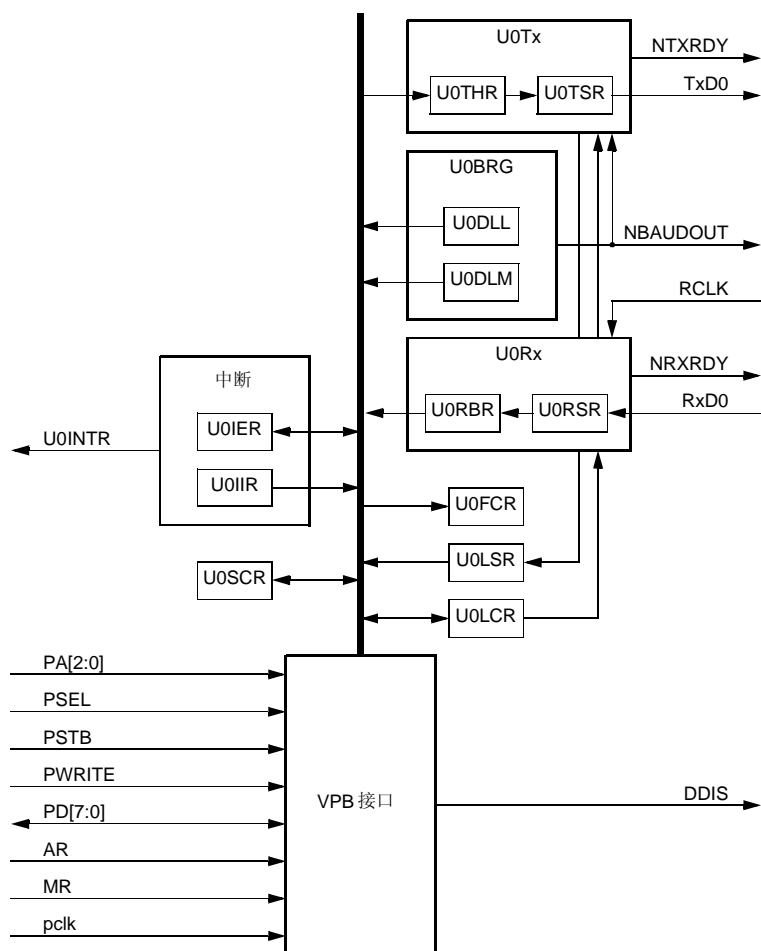 U0Tx
NTXRDY
U0THR
U0TSR
TxD0
U0BRG
U0DLL
NBAUDOUT
U0DLM
RCLK
U0Rx
NRXRDY
U0RBR
U0RSR
RxD0
中断
U0IER
U0INTR
U0IIR
U0FCR
U0LSR
U0SCR
U0LCR
PA[2:0]
PSEL
PSTB
PWRITE
VPB 接口
DDIS
PD[7:0]
AR
MR
pclk